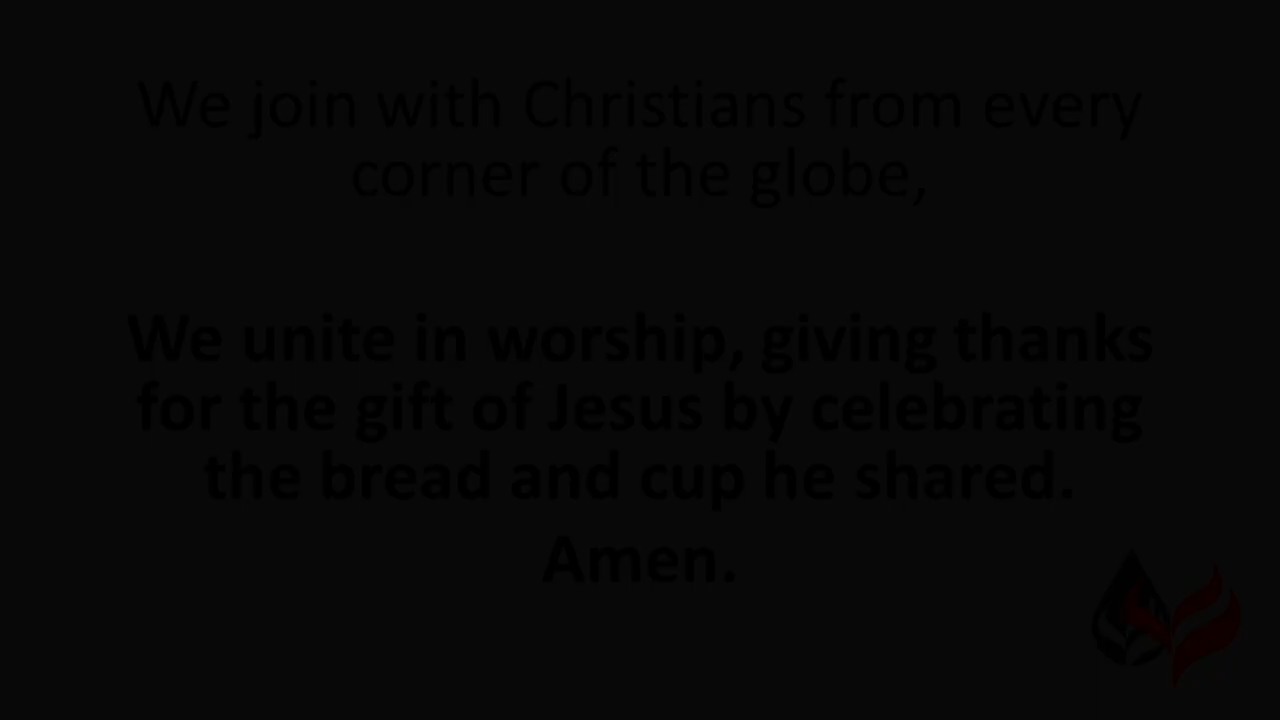 We join with Christians from every
corner of the globe,
We unite in worship, giving thanks
for the gift of Jesus by celebrating
the bread and cup he shared.
Amen.